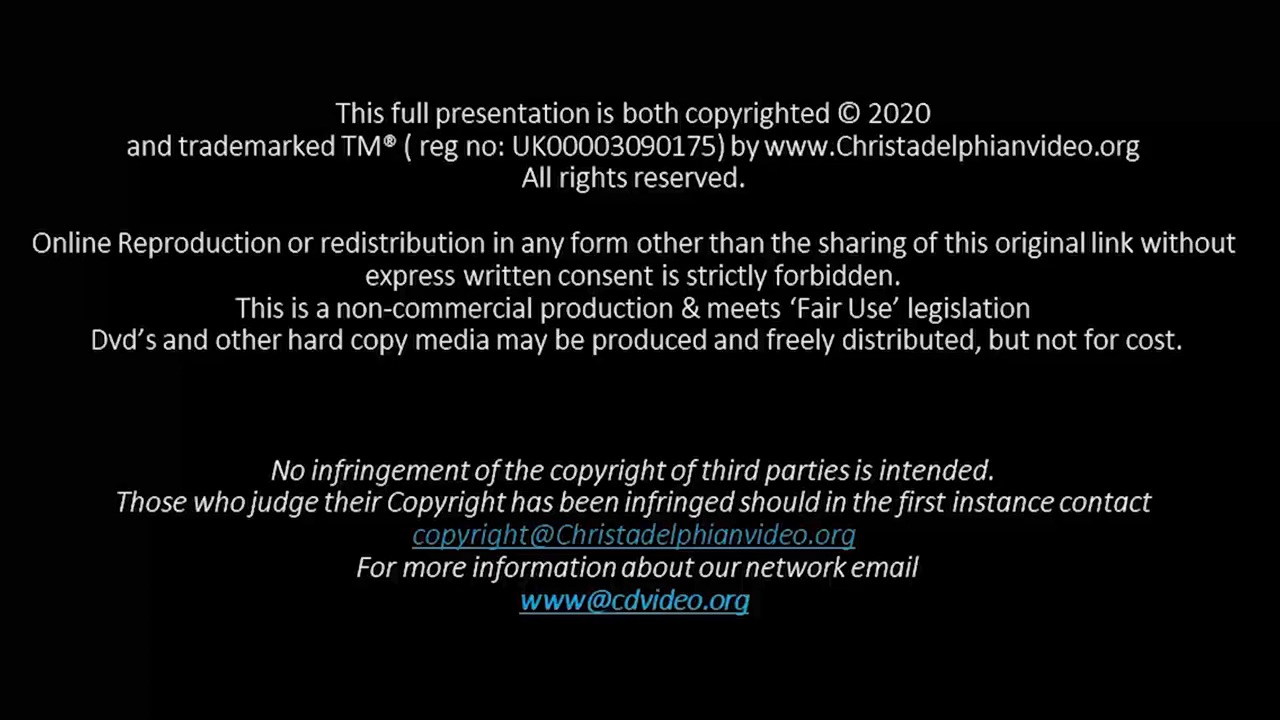 This full presentation is both copyrighted © 2020
and trademarked TM® ( reg no: UK00003090175) by www.Christadelphianvideo.org
All rights reserved.
Online Reproduction or redistribution in any form other than the sharing of this original link without
express written consent is strictly forbidden.
This is a non-commercial production & meets ‘Fair Use’ legislation
Dvd’s and other hard copy media may be produced and freely distributed, but not for cost.
No infringement of the copyright of third parties is intended.
Those who judge their Copyright has been infringed should in the first instance contact
copyright@Christadelphianvideo.org
For more information about our network email
www@cdvideo.org